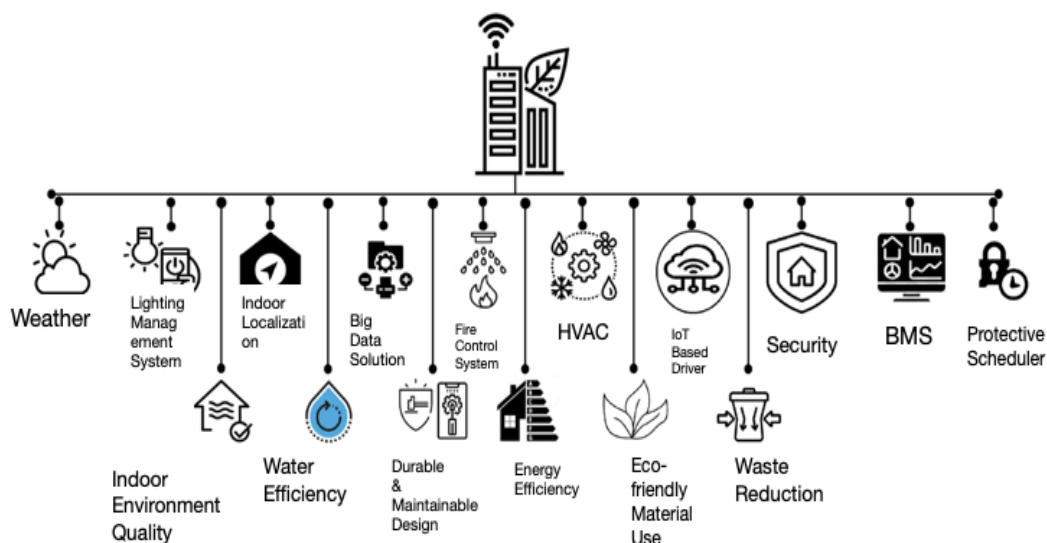 Weather
Lighting
Manag
ement
System
Indoor
Localizati
on
Big
Data
Solution
Fire
Control
System
HVAC
IoT
Based
Driver
Security
BMS
Protective
Scheduler
Indoor
Environment
Quality
Water
Efficiency
Durable
&
Maintainable
Design
Energy
Efficiency
Eco-
friendly
Material
Use
Waste
Reduction